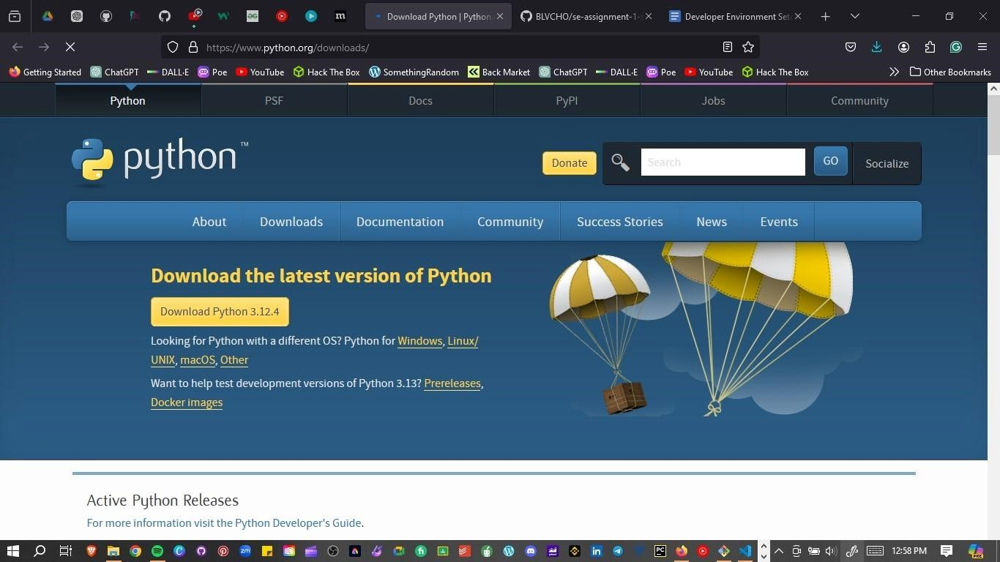 Download Python | Python.
BLVCHO/se-assignment-1-s
Developer Environment Setu
https://www.python.org/downloads/
Getting Started
ChatGPT
DALL·E
Poe
YouTube
Hack The Box
SomethingRandom
Back Market
ChatGPT
DALL·E
Poe
YouTube
Hack The Box
Other Bookmarks
Python
PSF
Docs
PyPI
Jobs
Community
python™
Donate
Search
GO
Socialize
About
Downloads
Documentation
Community
Success Stories
News
Events
Download the latest version of Python
Download Python 3.12.4
Looking for Python with a different OS? Python for Windows, Linux/
UNIX, macOS, Other
Want to help test development versions of Python 3.13? Prereleases,
Docker images
Active Python Releases
For more information visit the Python Developer's Guide.
12:58 PM